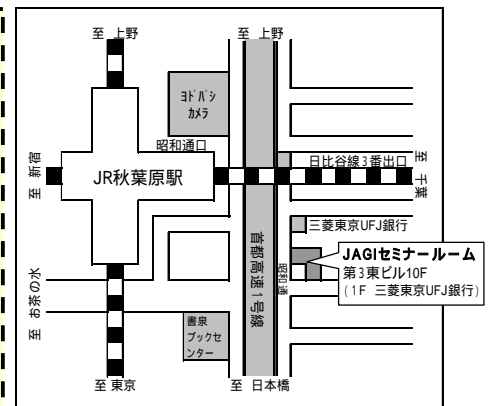 至 上野
至 上野
ヨドバシ
カメラ
昭和通口
日比谷線3番出口
至 新宿
JR秋葉原駅
至 千葉
三菱東京UFJ銀行
首都高速1号線
昭和通
JAGIセミナールーム
第3東ビル10F
(1F 三菱東京UFJ銀行)
至 お茶の水
書泉
ブックセ
ンター
至 東京
至 日本橋